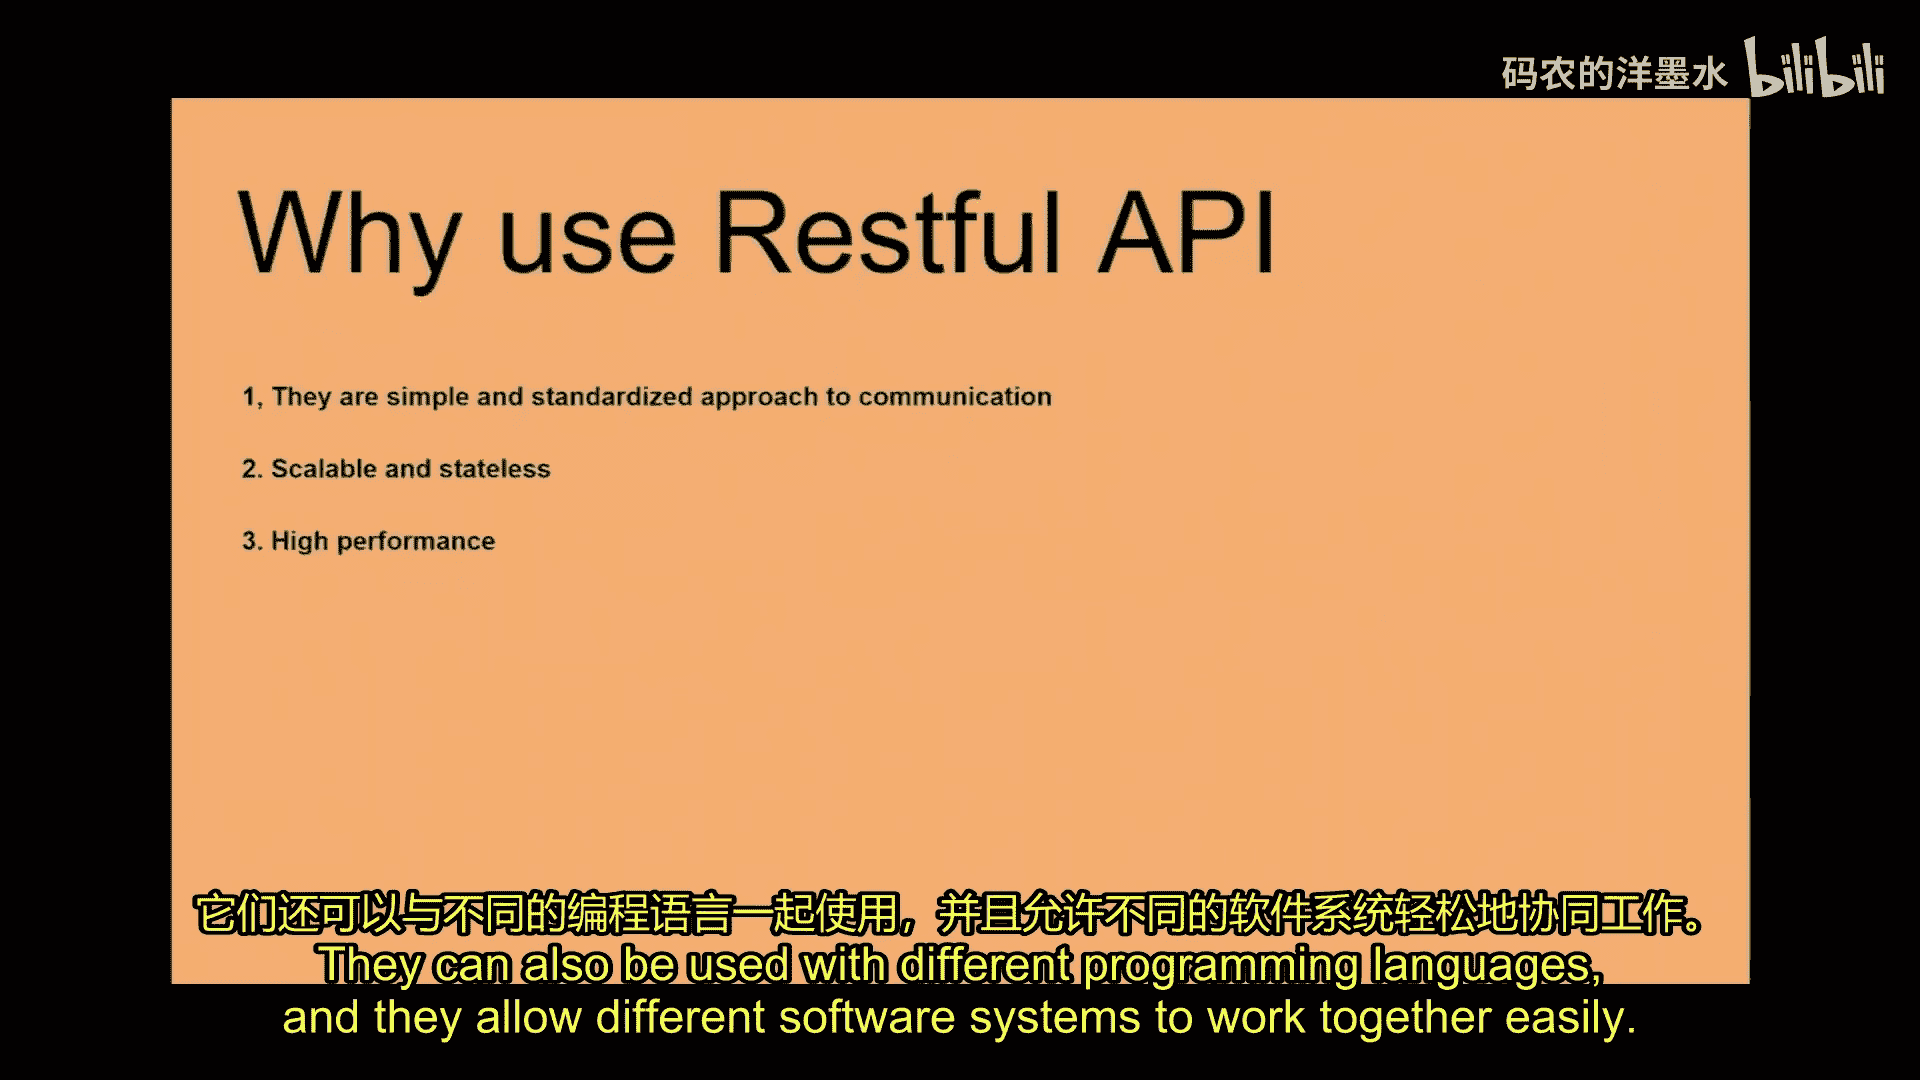 码农的洋墨水 bilibili
Why use Restful API
1, They are simple and standardized approach to communication
2. Scalable and stateless
3. High performance
它们还可以与不同的编程语言一起使用，并且允许不同的软件系统轻松地协同工作。
They can also be used with different programming languages,
and they allow different software systems to work together easily.